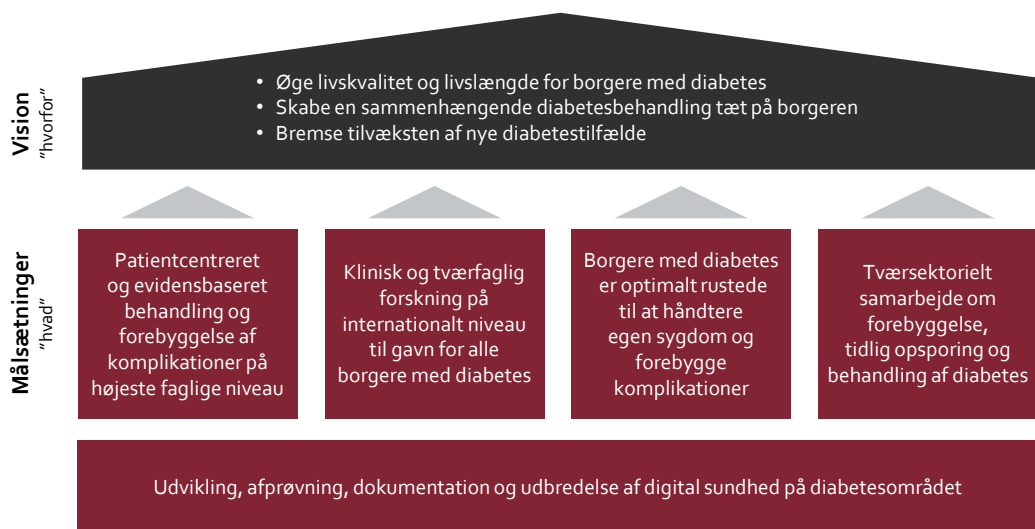 Vision
"hvorfor"
• Øge livskvalitet og livslængde for borgere med diabetes
• Skabe en sammenhængende diabetesbehandling tæt på borgeren
• Bremse tilvæksten af nye diabetestilfælde
Målsætninger
"hvad"
Patientcentreret
og evidensbaseret
behandling og
forebyggelse af
komplikationer på
højeste faglige niveau
Klinisk og tværfaglig
forskning på
internationalt niveau
til gavn for alle
borgere med diabetes
Borgere med diabetes
er optimalt rustede
til at håndtere
egen sygdom og
forebygge
komplikationer
Tværsektorielt
samarbejde om
forebyggelse,
tidlig opsporing og
behandling af diabetes
Udvikling, afprøvning, dokumentation og udbredelse af digital sundhed på diabetesområdet